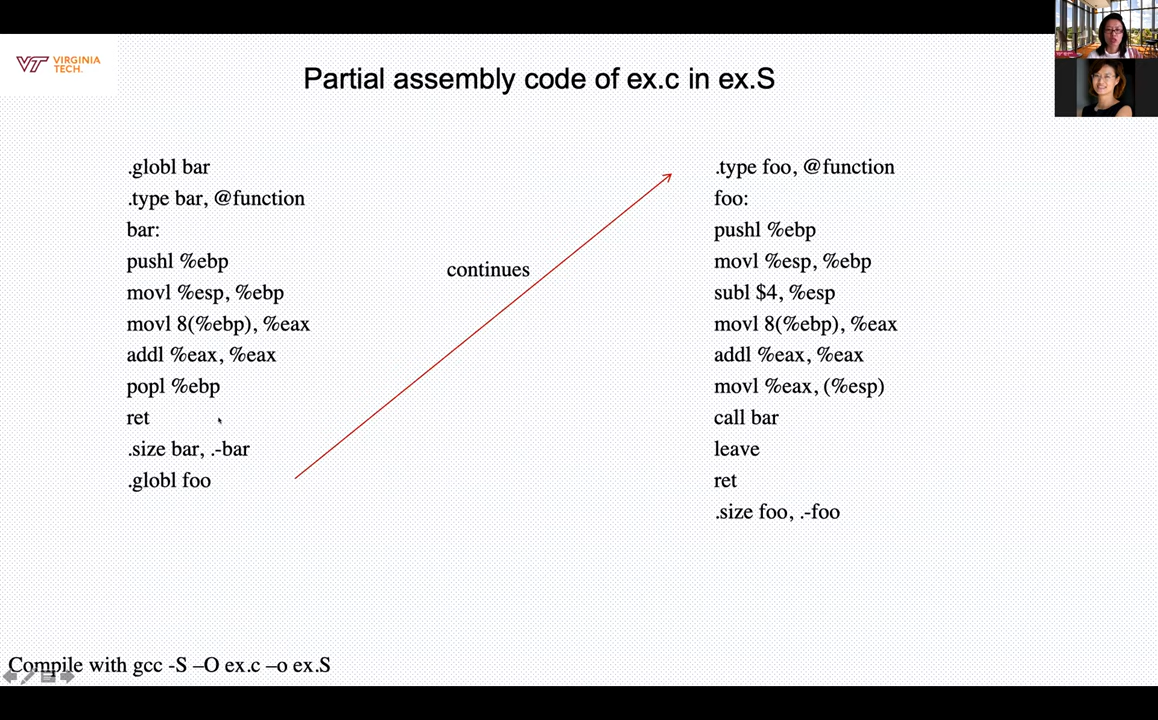 VT VIRGINIA TECH.
Partial assembly code of ex.c in ex.S
.globl bar
.type bar, @function
bar:
pushl %ebp
movl %esp, %ebp
movl 8(%ebp), %eax
addl %eax, %eax
popl %ebp
ret
.size bar, .-bar
.globl foo
continues
.type foo, @function
foo:
pushl %ebp
movl %esp, %ebp
subl $4, %esp
movl 8(%ebp), %eax
addl %eax, %eax
movl %eax, (%esp)
call bar
leave
ret
.size foo, .-foo
Compile with gcc -S –O ex.c –o ex.S